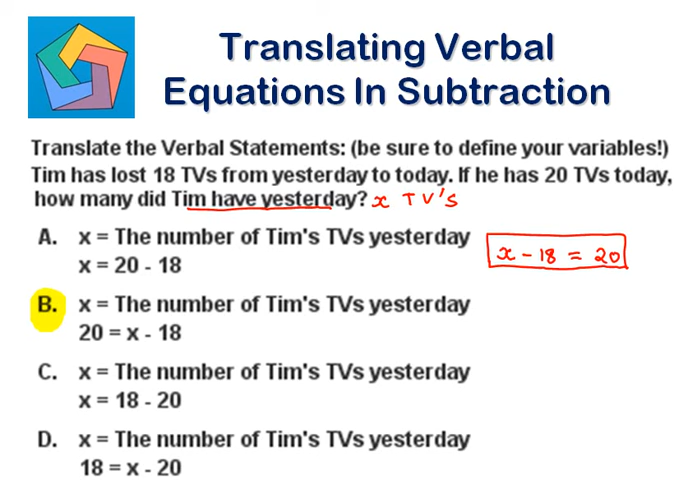 Translating Verbal
Equations In Subtraction
Translate the Verbal Statements: (be sure to define your variables!)
Tim has lost 18 TVs from yesterday to today. If he has 20 TVs today,
how many did Tim have yesterday? x TV's
A. x = The number of Tim's TVs yesterday
x = 20 - 18
x - 18 = 20
B. x = The number of Tim's TVs yesterday
20 = x - 18
C. x = The number of Tim's TVs yesterday
x = 18 - 20
D. x = The number of Tim's TVs yesterday
18 = x - 20